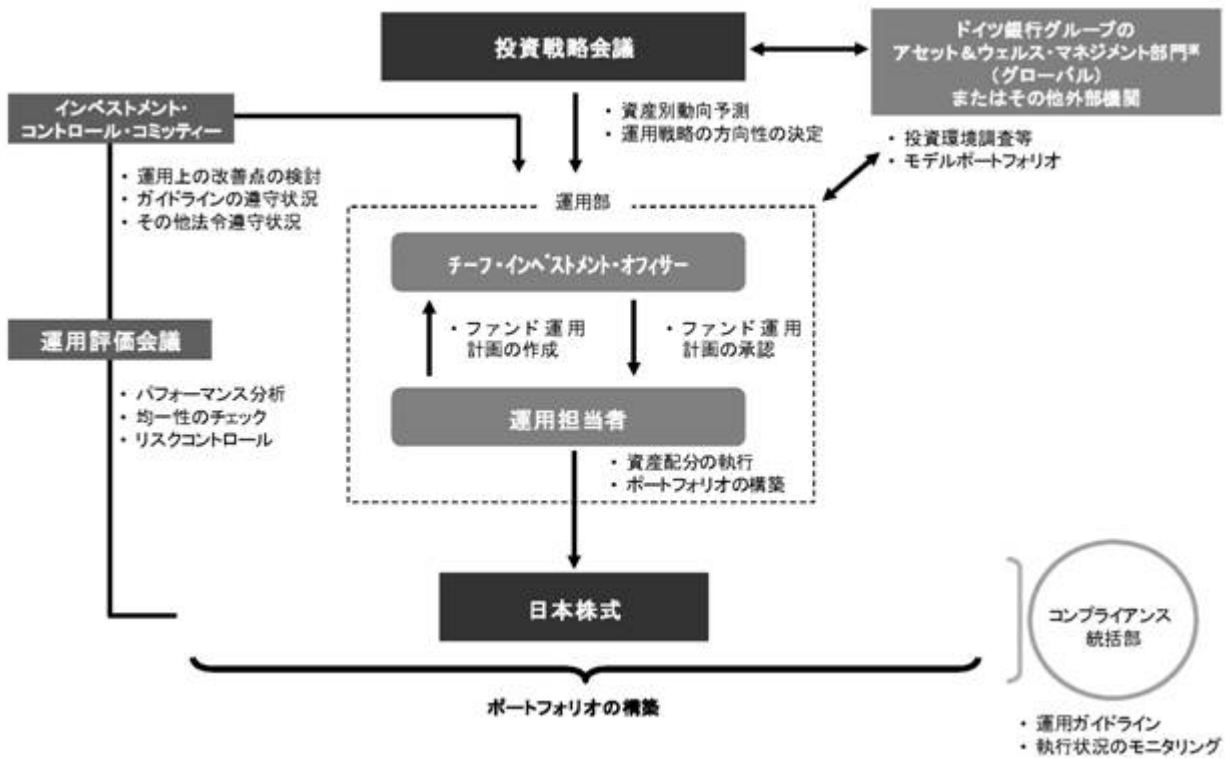 投資戦略会議
ドイツ銀行グループの
アセット&ウェルス・マネジメント部門※
(グローバル)
またはその他外部機関
インベストメント・
コントロール・コミッティー
・ 資産別動向予測
・ 運用戦略の方向性の決定
・ 投資環境調査等
・ モデルポートフォリオ
・ 運用上の改善点の検討
・ ガイドラインの遵守状況
・ その他法令遵守状況
運用部
チーフ・インベストメント・オフィサー
・ ファンド運用
計画の作成
・ ファンド運用
計画の承認
運用評価会議
・ パフォーマンス分析
・ 均一性のチェック
・ リスクコントロール
運用担当者
・ 資産配分の執行
・ ポートフォリオの構築
日本株式
コンプライアンス
統括部
ポートフォリオの構築
・ 運用ガイドライン
・ 執行状況のモニタリング